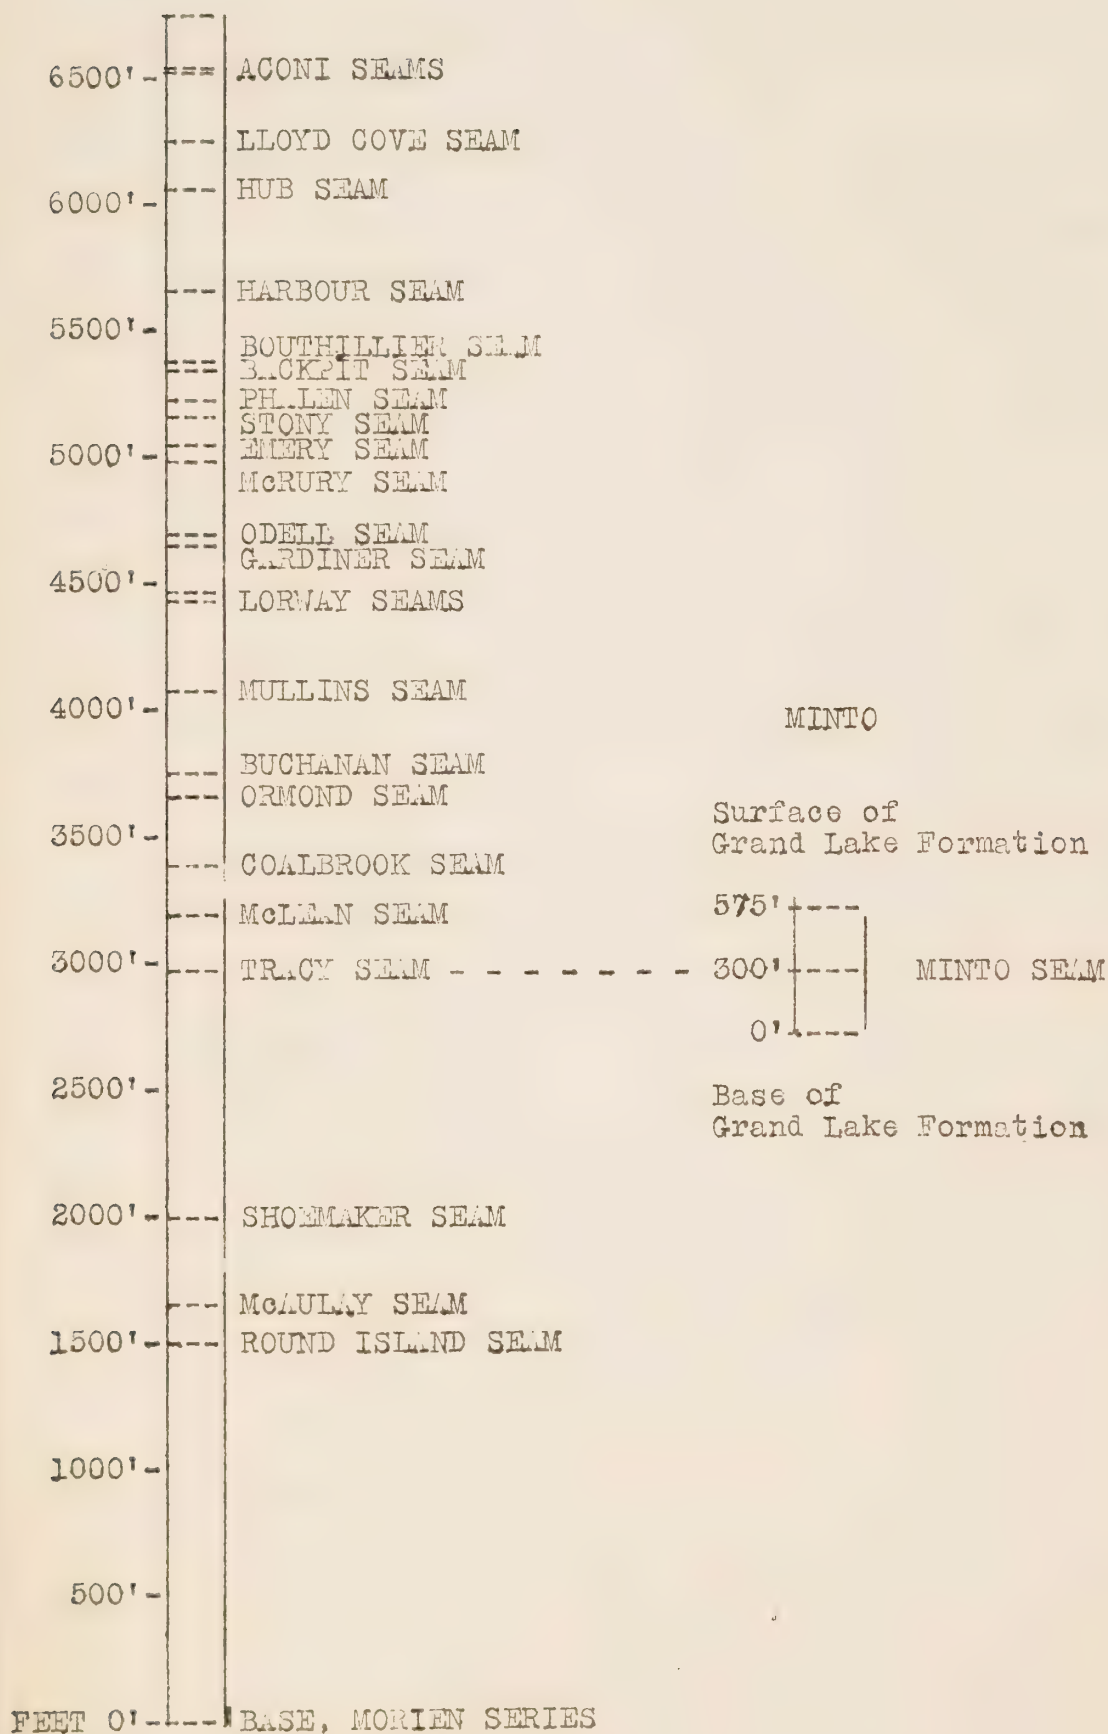 6500' ACONI SEAMS
LLOYD COVE SEAM
6000' HUB SEAM
HARBOUR SEAM
5500'
BOUTHILLIER SEAM
BACKPIT SEAM
PHALEN SEAM
STONY SEAM
5000' EMERY SEAM
McRURY SEAM
ODELL SEAM
GARDINER SEAM
4500' LORWAY SEAMS
MULLINS SEAM
4000'
MINTO
BUCHANAN SEAM
ORMOND SEAM
Surface of
3500' Grand Lake Formation
COALBROOK SEAM
McLEAN SEAM 575'
3000' TRACY SEAM - - - - - - - 300' MINTO SEAM
0'
2500' Base of
Grand Lake Formation
2000' SHOEMAKER SEAM
McAULAY SEAM
1500' ROUND ISLAND SEAM
1000'
500'
FEET 0' BASE, MORIEN SERIES